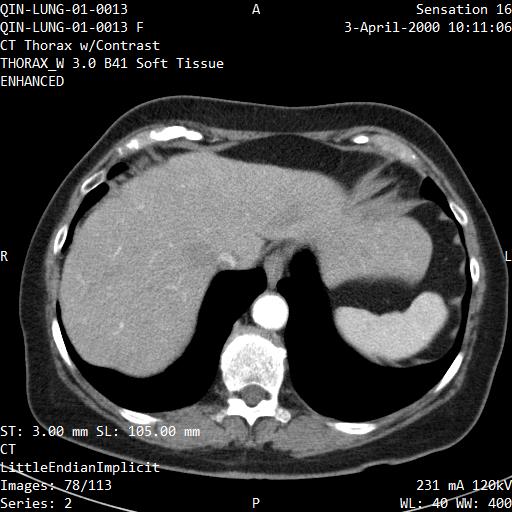 QIN-LUNG-01-0013
A
Sensation 16
QIN-LUNG-01-0013 F
3-April-2000 10:11:06
CT Thorax w/Contrast
THORAX_W 3.0 B41 Soft Tissue
ENHANCED
R
L
ST: 3.00 mm SL: 105.00 mm
CT
LittleEndianImplicit
Images: 78/113
231 mA 120kV
Series: 2
P
WL: 40 WW: 400